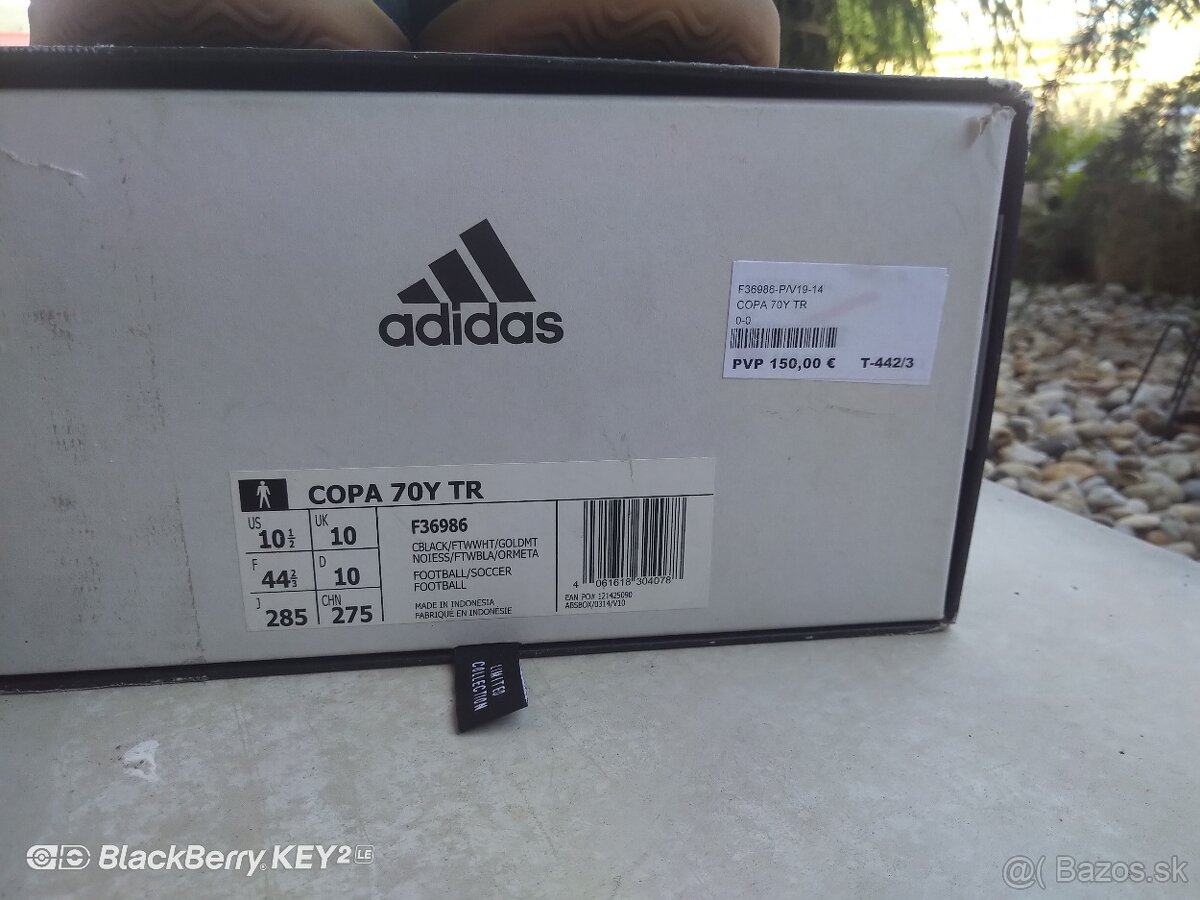 adidas
F36986-P/V19-14
COPA 70Y TR
0-0
PVP 150,00 € T-442/3
COPA 70Y TR
US 10½ UK 10
F 44⅔ D 10
J 285 CHN 275
F36986
CBLACK/FTWWHT/GOLDMT
NOIESS/FTWBLA/ORMETA
FOOTBALL/SOCCER
FOOTBALL
MADE IN INDONESIA
FABRIQUÉ EN INDONÉSIE
4 061618 304078
EAN PO# 121425090
ABSBOX/0314/V10
LIMITED
COLLECTION
BlackBerry KEY2 LE
@( Bazos.sk